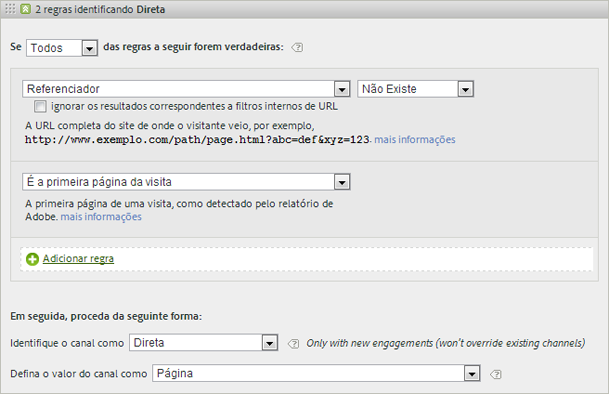 2 regras identificando Direta
Se Todos das regras a seguir forem verdadeiras: ?
Referenciador Não Existe
ignorar os resultados correspondentes a filtros internos de URL
A URL completa do site de onde o visitante veio, por exemplo,
http://www.exemplo.com/path/page.html?abc=def&xyz=123. mais informações
É a primeira página da visita
A primeira página de uma visita, como detectado pelo relatório de
Adobe. mais informações
Adicionar regra
Em seguida, proceda da seguinte forma:
Identifique o canal como Direta ? Only with new engagements (won't override existing channels)
Defina o valor do canal como Página ?